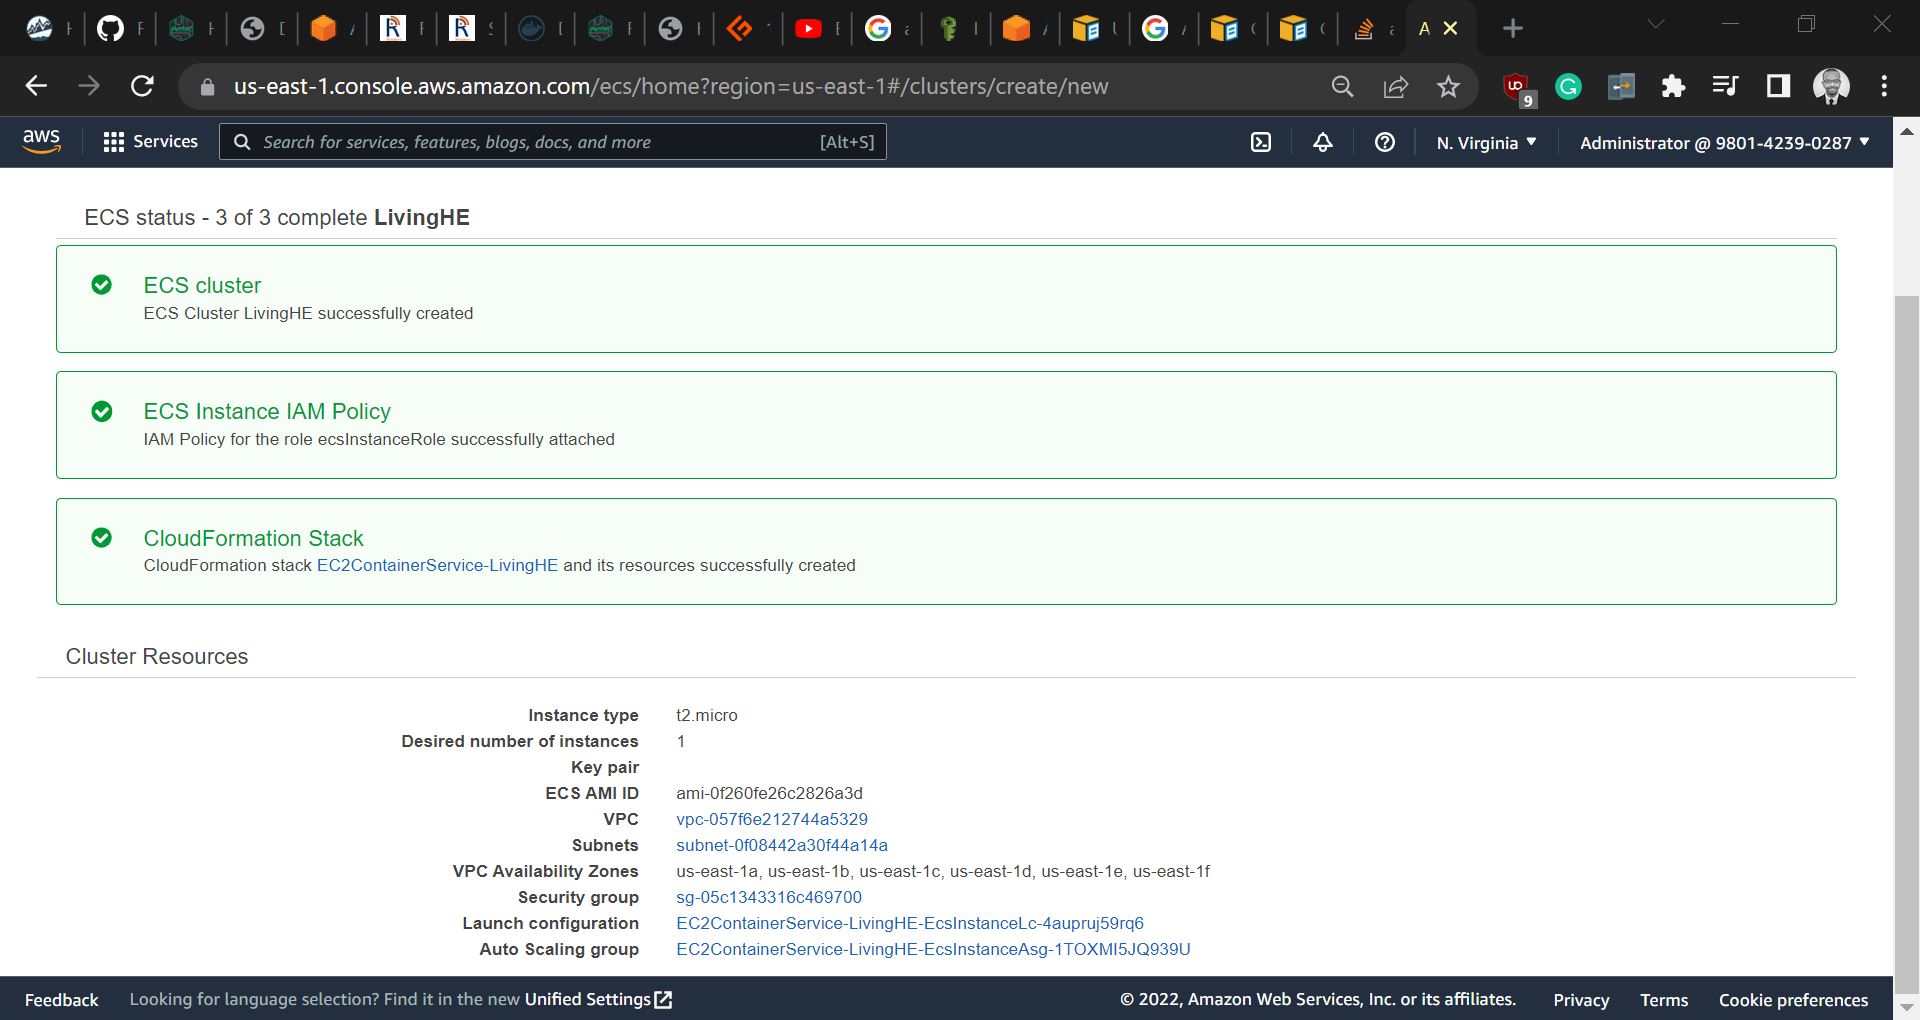 us-east-1.console.aws.amazon.com/ecs/home?region=us-east-1#/clusters/create/new
9
aws
Services
Search for services, features, blogs, docs, and more [Alt+S]
N. Virginia
Administrator @ 9801-4239-0287
ECS status - 3 of 3 complete LivingHE
ECS cluster
ECS Cluster LivingHE successfully created
ECS Instance IAM Policy
IAM Policy for the role ecsInstanceRole successfully attached
CloudFormation Stack
CloudFormation stack EC2ContainerService-LivingHE and its resources successfully created
Cluster Resources
Instance type t2.micro
Desired number of instances 1
Key pair
ECS AMI ID ami-0f260fe26c2826a3d
VPC vpc-057f6e212744a5329
Subnets subnet-0f08442a30f44a14a
VPC Availability Zones us-east-1a, us-east-1b, us-east-1c, us-east-1d, us-east-1e, us-east-1f
Security group sg-05c1343316c469700
Launch configuration EC2ContainerService-LivingHE-EcsInstanceLc-4aupruj59rq6
Auto Scaling group EC2ContainerService-LivingHE-EcsInstanceAsg-1TOXMI5JQ939U
Feedback Looking for language selection? Find it in the new Unified Settings © 2022, Amazon Web Services, Inc. or its affiliates. Privacy Terms Cookie preferences